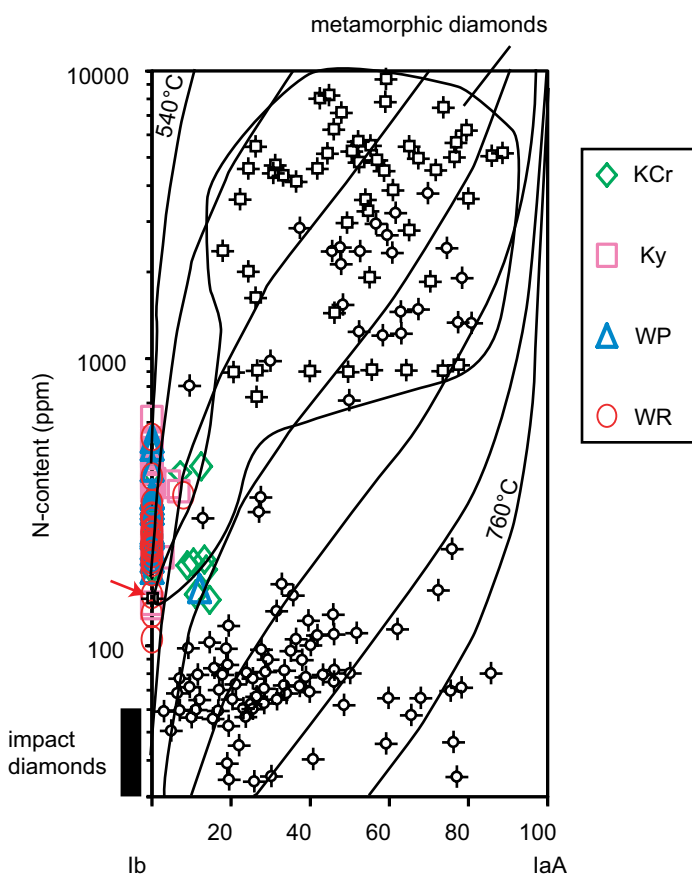 metamorphic diamonds
10000
540°C
KCr
Ky
1000
WP
WR
N-content (ppm)
760°C
100
impact
diamonds
20
40
60
80
100
Ib
IaA